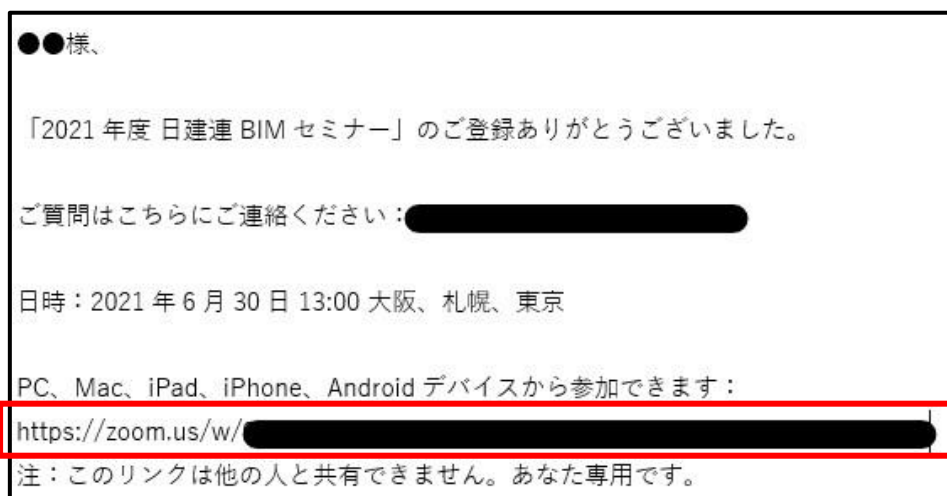 ●●様、
「2021 年度 日建連 BIM セミナー」のご登録ありがとうございました。
ご質問はこちらにご連絡ください：
日時：2021 年 6 月 30 日 13:00 大阪、札幌、東京
PC、Mac、iPad、iPhone、Android デバイスから参加できます：
https://zoom.us/w/
注：このリンクは他の人と共有できません。あなた専用です。